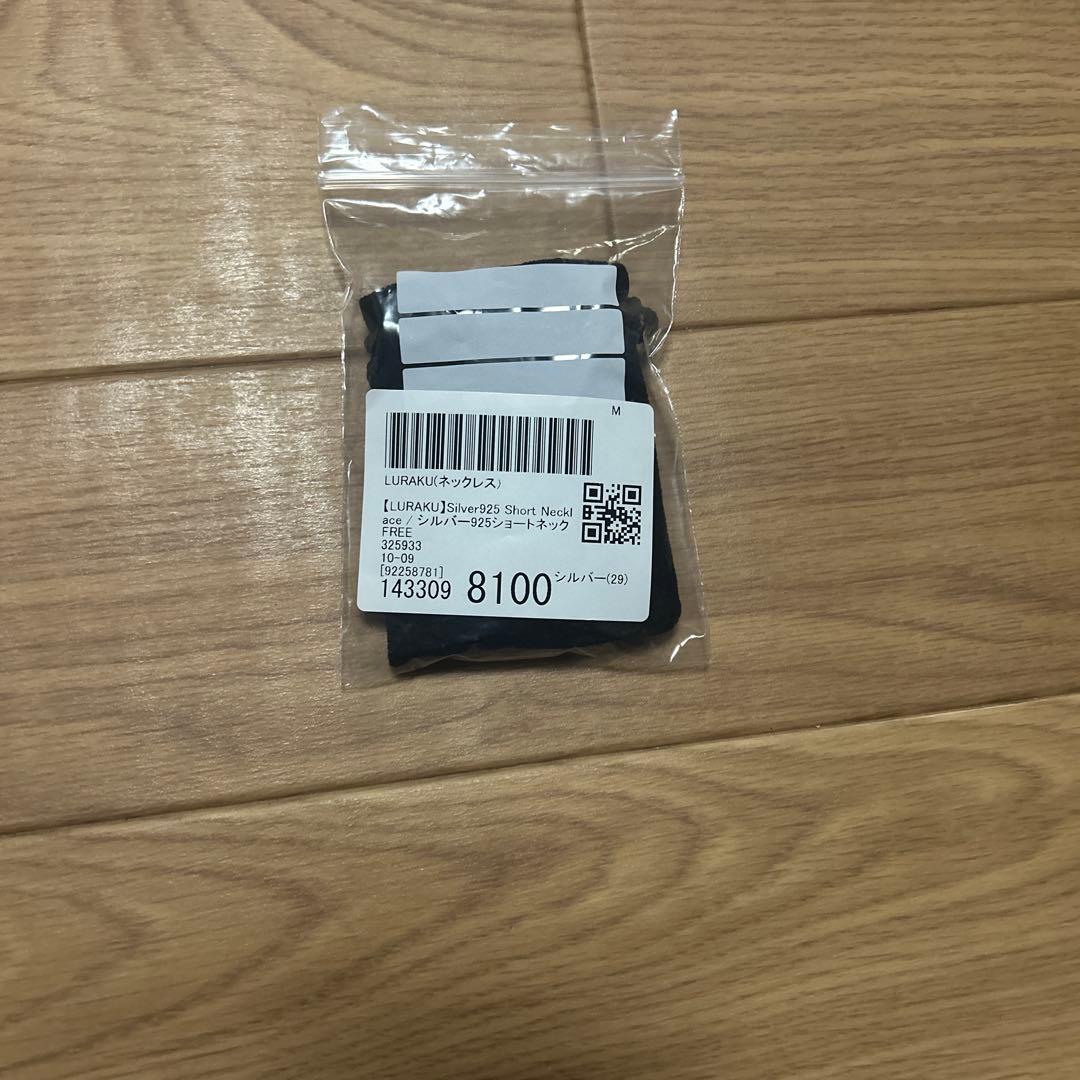 M
LURAKU(ネックレス)
【LURAKU】Silver925 Short Neckl
ace / シルバー925ショートネック
FREE
325933
10-09
[92258781]
143309 8100 シルバー(29)